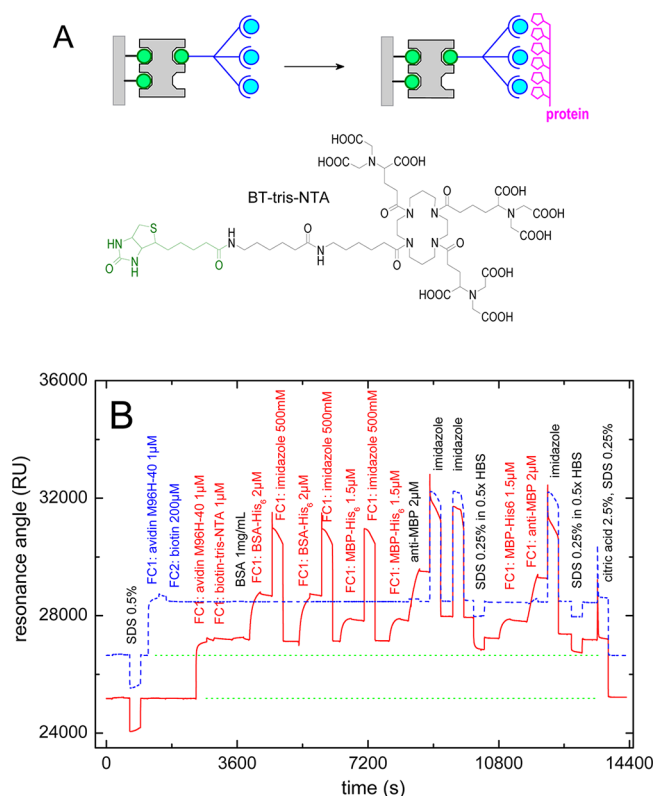 A
protein
BT-tris-NTA
HOOC
HOOC
N
COOH
O
COOH
N
COOH
COOH
S
HN
NH
O
O
H
N
O
N
H
O
N
N
N
N
O
O
HOOC
N
COOH
COOH
B
36000
32000
28000
24000
resonance angle (RU)
SDS 0.5%
FC1: avidin M96H-40 1µM
FC2: biotin 200µM
FC1: avidin M96H-40 1µM
FC1: biotin-tris-NTA 1µM
BSA 1mg/mL
FC1: BSA-His6 2µM
FC1: imidazole 500mM
FC1: BSA-His6 2µM
FC1: imidazole 500mM
FC1: MBP-His6 1.5µM
FC1: imidazole 500mM
FC1: MBP-His6 1.5µM
anti-MBP 2µM
imidazole
imidazole
SDS 0.25% in 0.5x HBS
FC1: MBP-His6 1.5µM
FC1: anti-MBP 2µM
imidazole
SDS 0.25% in 0.5x HBS
citric acid 2.5%, SDS 0.25%
0
3600
7200
10800
14400
time (s)